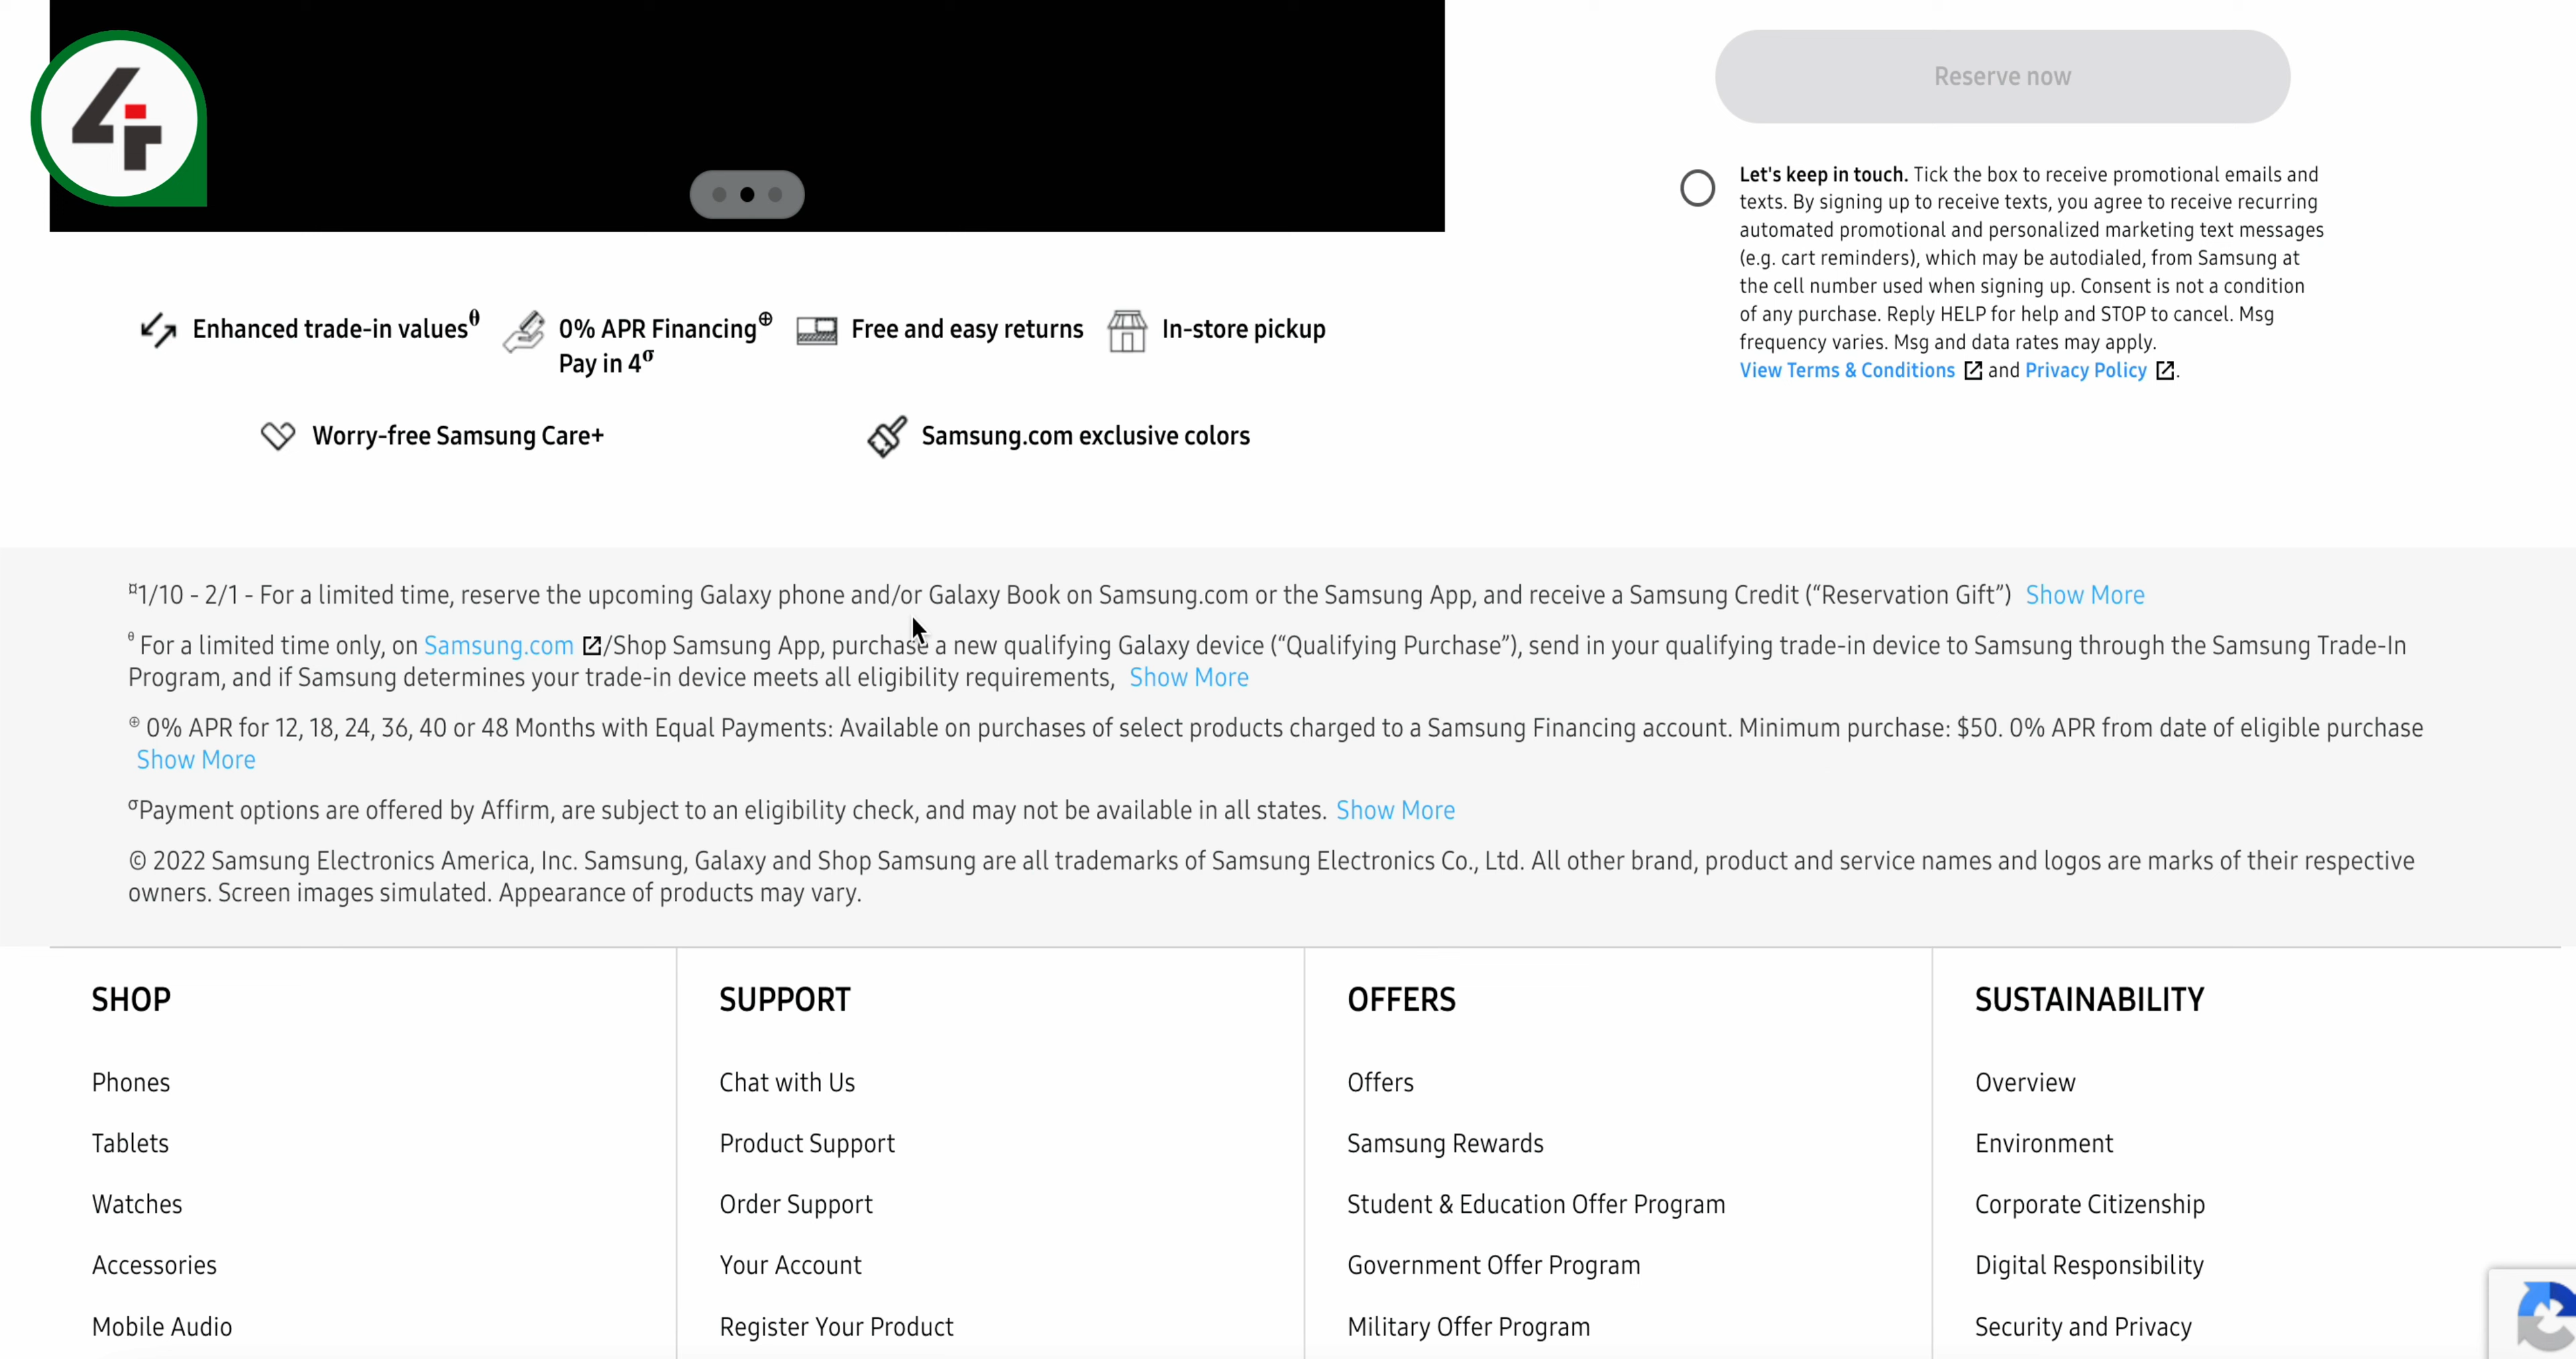 Reserve now
Let's keep in touch. Tick the box to receive promotional emails and
texts. By signing up to receive texts, you agree to receive recurring
automated promotional and personalized marketing text messages
(e.g. cart reminders), which may be autodialed, from Samsung at
the cell number used when signing up. Consent is not a condition
of any purchase. Reply HELP for help and STOP to cancel. Msg
frequency varies. Msg and data rates may apply.
View Terms & Conditions and Privacy Policy.
Enhanced trade-in valuesᶿ
0% APR Financing⊕
Pay in 4σ
Free and easy returns
In-store pickup
Worry-free Samsung Care+
Samsung.com exclusive colors
¤1/10 - 2/1 - For a limited time, reserve the upcoming Galaxy phone and/or Galaxy Book on Samsung.com or the Samsung App, and receive a Samsung Credit (“Reservation Gift”) Show More
ᶿ For a limited time only, on Samsung.com /Shop Samsung App, purchase a new qualifying Galaxy device (“Qualifying Purchase”), send in your qualifying trade-in device to Samsung through the Samsung Trade-In
Program, and if Samsung determines your trade-in device meets all eligibility requirements, Show More
⊕ 0% APR for 12, 18, 24, 36, 40 or 48 Months with Equal Payments: Available on purchases of select products charged to a Samsung Financing account. Minimum purchase: $50. 0% APR from date of eligible purchase
Show More
σPayment options are offered by Affirm, are subject to an eligibility check, and may not be available in all states. Show More
© 2022 Samsung Electronics America, Inc. Samsung, Galaxy and Shop Samsung are all trademarks of Samsung Electronics Co., Ltd. All other brand, product and service names and logos are marks of their respective
owners. Screen images simulated. Appearance of products may vary.
SHOP
Phones
Tablets
Watches
Accessories
Mobile Audio
SUPPORT
Chat with Us
Product Support
Order Support
Your Account
Register Your Product
OFFERS
Offers
Samsung Rewards
Student & Education Offer Program
Government Offer Program
Military Offer Program
SUSTAINABILITY
Overview
Environment
Corporate Citizenship
Digital Responsibility
Security and Privacy